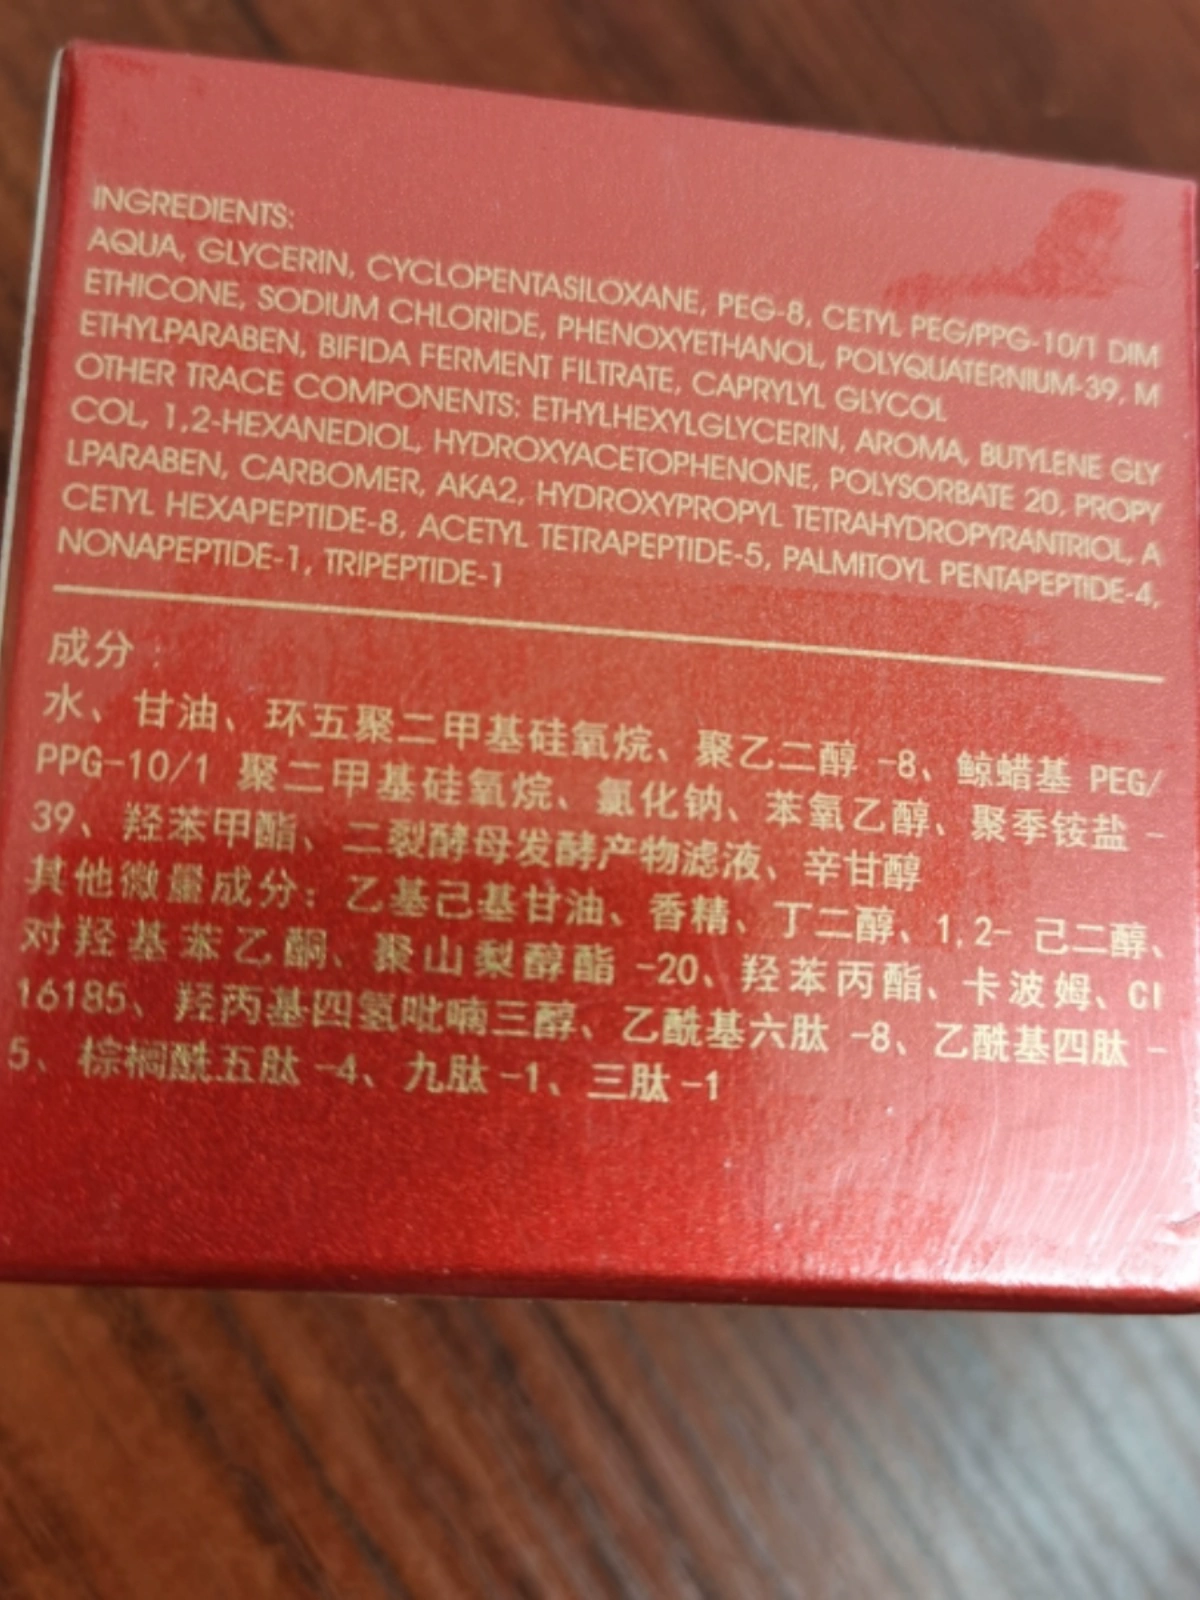 INGREDIENTS:
AQUA, GLYCERIN, CYCLOPENTASILOXANE, PEG-8, CETYL PEG/PPG-10/1 DIM
ETHICONE, SODIUM CHLORIDE, PHENOXYETHANOL, POLYQUATERNIUM-39, M
ETHYLPARABEN, BIFIDA FERMENT FILTRATE, CAPRYLYL GLYCOL
OTHER TRACE COMPONENTS: ETHYLHEXYLGLYCERIN, AROMA, BUTYLENE GLY
COL, 1,2-HEXANEDIOL, HYDROXYACETOPHENONE, POLYSORBATE 20, PROPY
LPARABEN, CARBOMER, AKA2, HYDROXYPROPYL TETRAHYDROPYRANTRIOL, A
CETYL HEXAPEPTIDE-8, ACETYL TETRAPEPTIDE-5, PALMITOYL PENTAPEPTIDE-4,
NONAPEPTIDE-1, TRIPEPTIDE-1
成分
水、甘油、环五聚二甲基硅氧烷、聚乙二醇 -8、鲸蜡基 PEG/
PPG-10/1 聚二甲基硅氧烷、氯化钠、苯氧乙醇、聚季铵盐 -
39、羟苯甲酯、二裂酵母发酵产物滤液、辛甘醇
其他微量成分：乙基己基甘油、香精、丁二醇、1,2- 己二醇、
对羟基苯乙酮、聚山梨醇酯 -20、羟苯丙酯、卡波姆、CI
16185、羟丙基四氢吡喃三醇、乙酰基六肽 -8、乙酰基四肽 -
5、棕榈酰五肽 -4、九肽 -1、三肽 -1